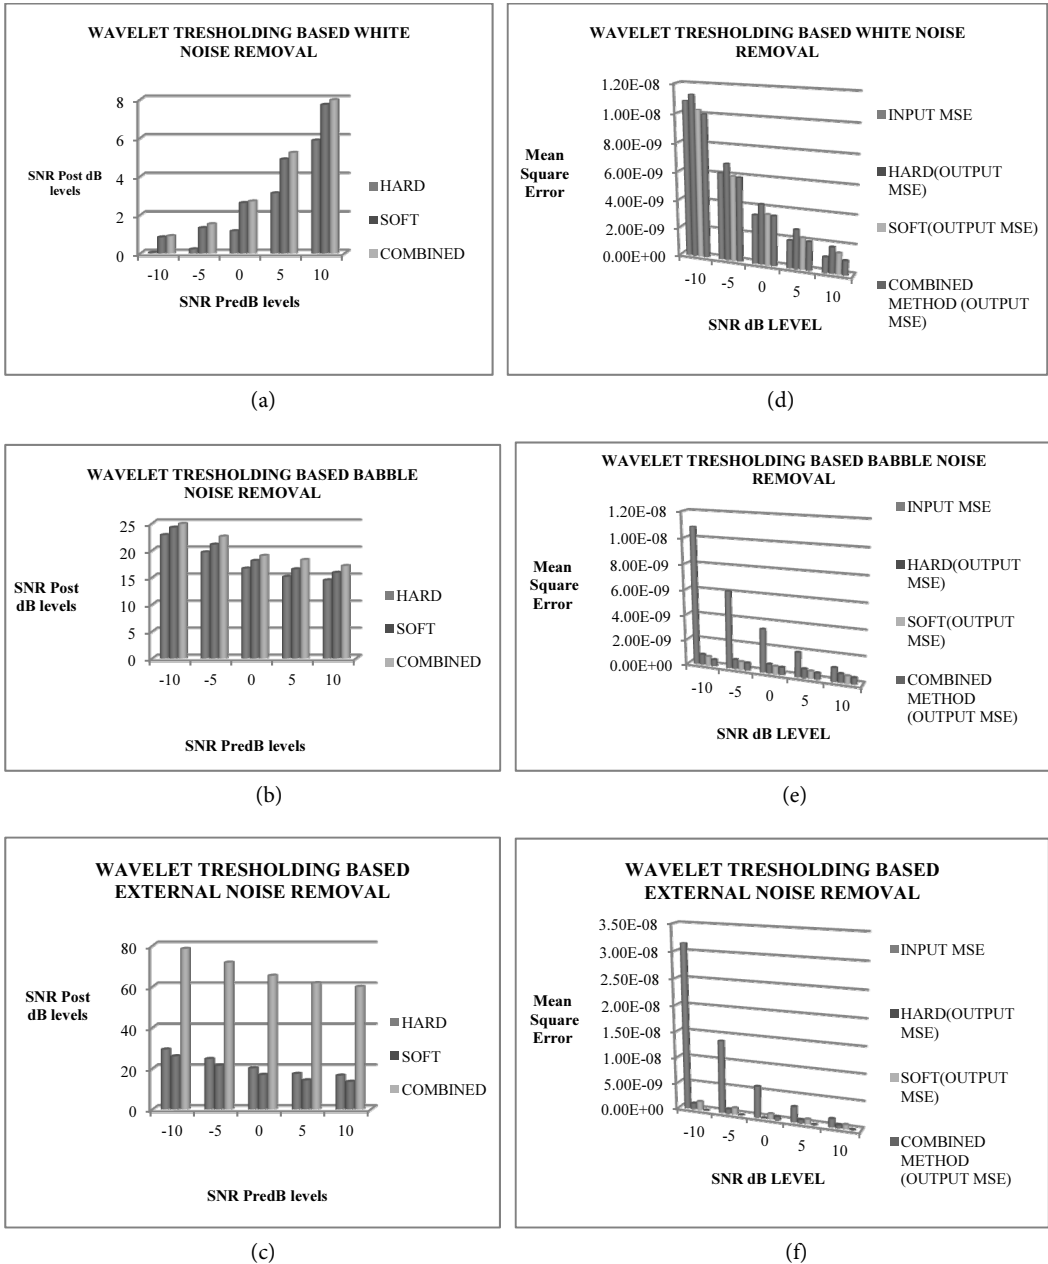 WAVELET TRESHOLDING BASED WHITE
NOISE REMOVAL
8
6
4
2
0
SNR Post dB
levels
-10
-5
0
5
10
SNR PredB levels
HARD
SOFT
COMBINED
(a)
WAVELET TRESHOLDING BASED WHITE NOISE
REMOVAL
1.20E-08
1.00E-08
8.00E-09
6.00E-09
4.00E-09
2.00E-09
0.00E+00
Mean
Square
Error
-10
-5
0
5
10
SNR dB LEVEL
INPUT MSE
HARD(OUTPUT
MSE)
SOFT(OUTPUT MSE)
COMBINED
METHOD (OUTPUT
MSE)
(d)
WAVELET TRESHOLDING BASED BABBLE
NOISE REMOVAL
25
20
15
10
5
0
SNR Post
dB levels
-10
-5
0
5
10
SNR PredB levels
HARD
SOFT
COMBINED
(b)
WAVELET TRESHOLDING BASED BABBLE NOISE
REMOVAL
1.20E-08
1.00E-08
8.00E-09
6.00E-09
4.00E-09
2.00E-09
0.00E+00
Mean
Square
Error
-10
-5
0
5
10
SNR dB LEVEL
INPUT MSE
HARD(OUTPUT
MSE)
SOFT(OUTPUT
MSE)
COMBINED
METHOD
(OUTPUT MSE)
(e)
WAVELET TRESHOLDING BASED
EXTERNAL NOISE REMOVAL
80
60
40
20
0
SNR Post
dB levels
-10
-5
0
5
10
SNR PredB levels
HARD
SOFT
COMBINED
(c)
WAVELET TRESHOLDING BASED
EXTERNAL NOISE REMOVAL
3.50E-08
3.00E-08
2.50E-08
2.00E-08
1.50E-08
1.00E-08
5.00E-09
0.00E+00
Mean
Square
Error
-10
-5
0
5
10
SNR dB LEVEL
INPUT MSE
HARD(OUTPUT
MSE)
SOFT(OUTPUT
MSE)
COMBINED
METHOD
(OUTPUT MSE)
(f)